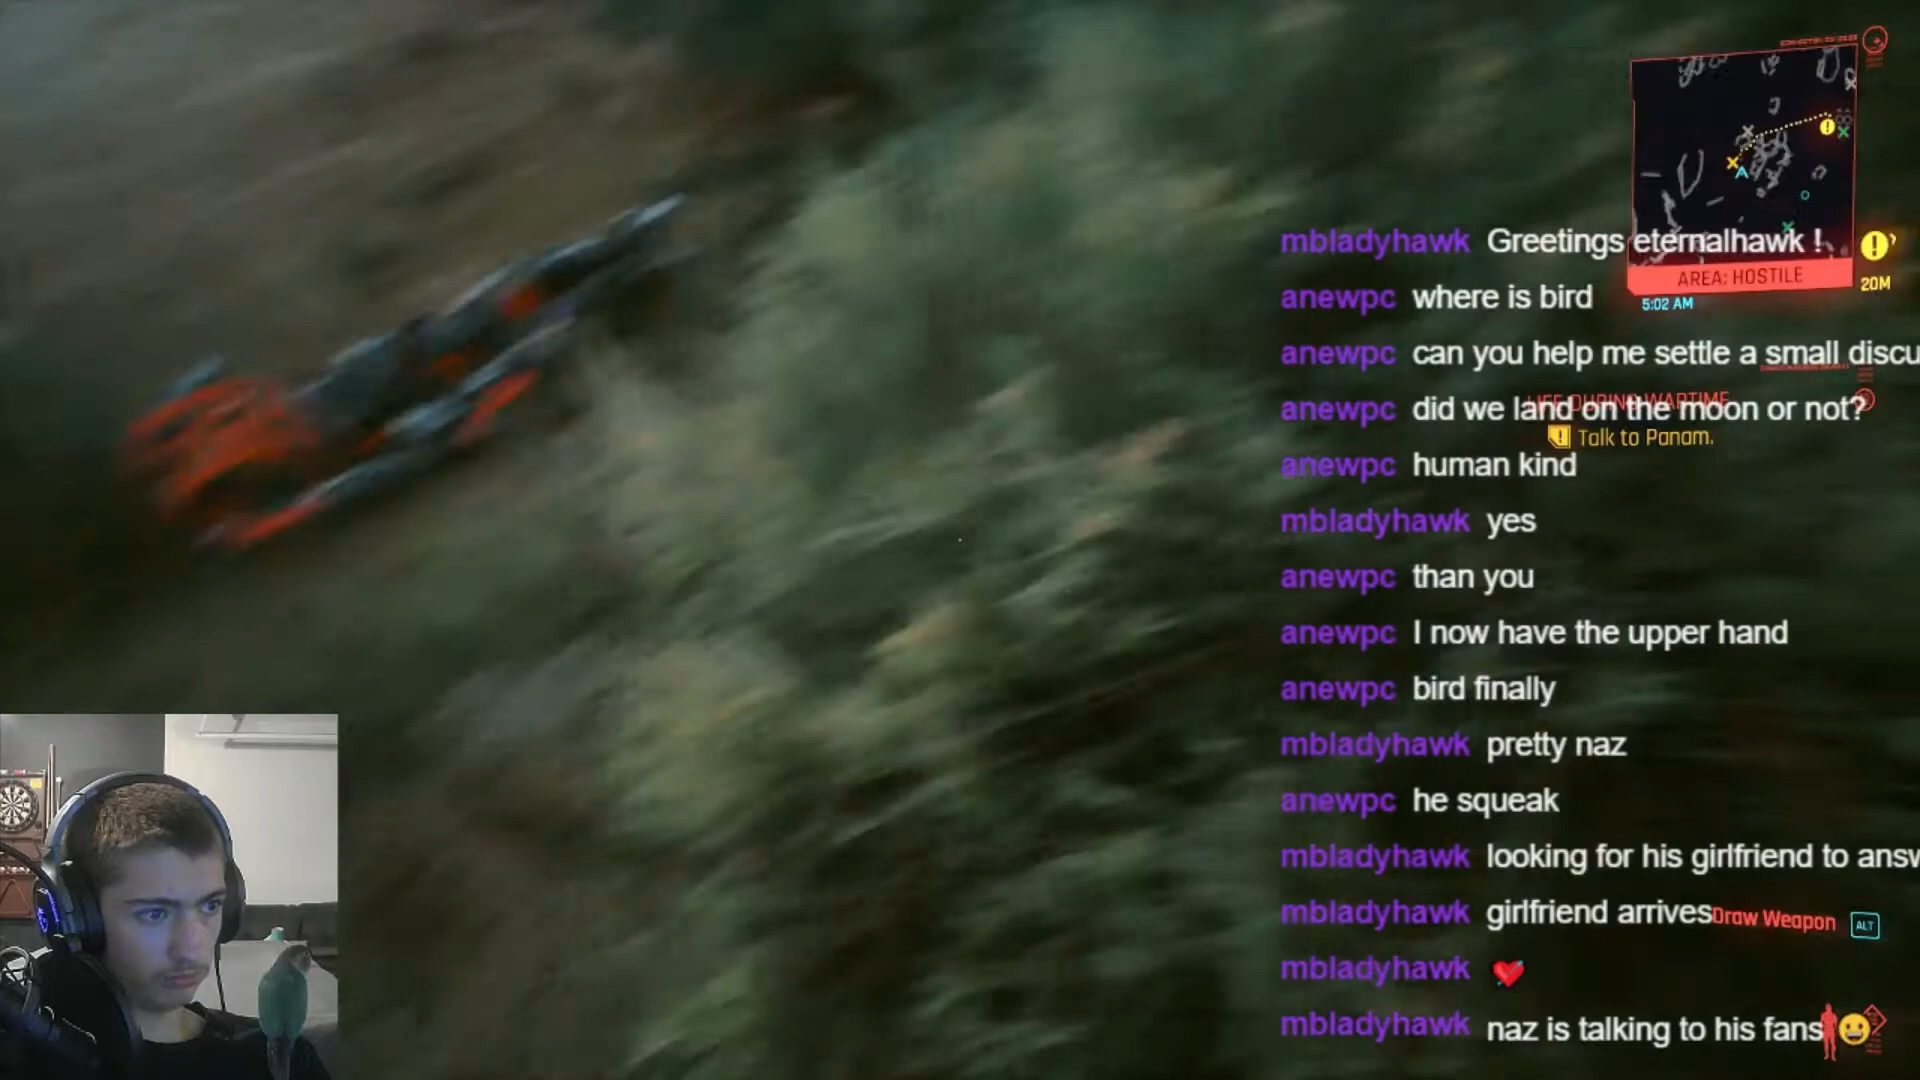 mbladyhawk Greetings eternalhawk !
AREA: HOSTILE
20M
5:02 AM
anewpc where is bird
anewpc can you help me settle a small discu
anewpc did we land on the moon or not?
LIFE DURING WARTIME
Talk to Panam.
anewpc human kind
mbladyhawk yes
anewpc than you
anewpc I now have the upper hand
anewpc bird finally
mbladyhawk pretty naz
anewpc he squeak
mbladyhawk looking for his girlfriend to answ
mbladyhawk girlfriend arrives
Draw Weapon ALT
mbladyhawk
mbladyhawk naz is talking to his fans